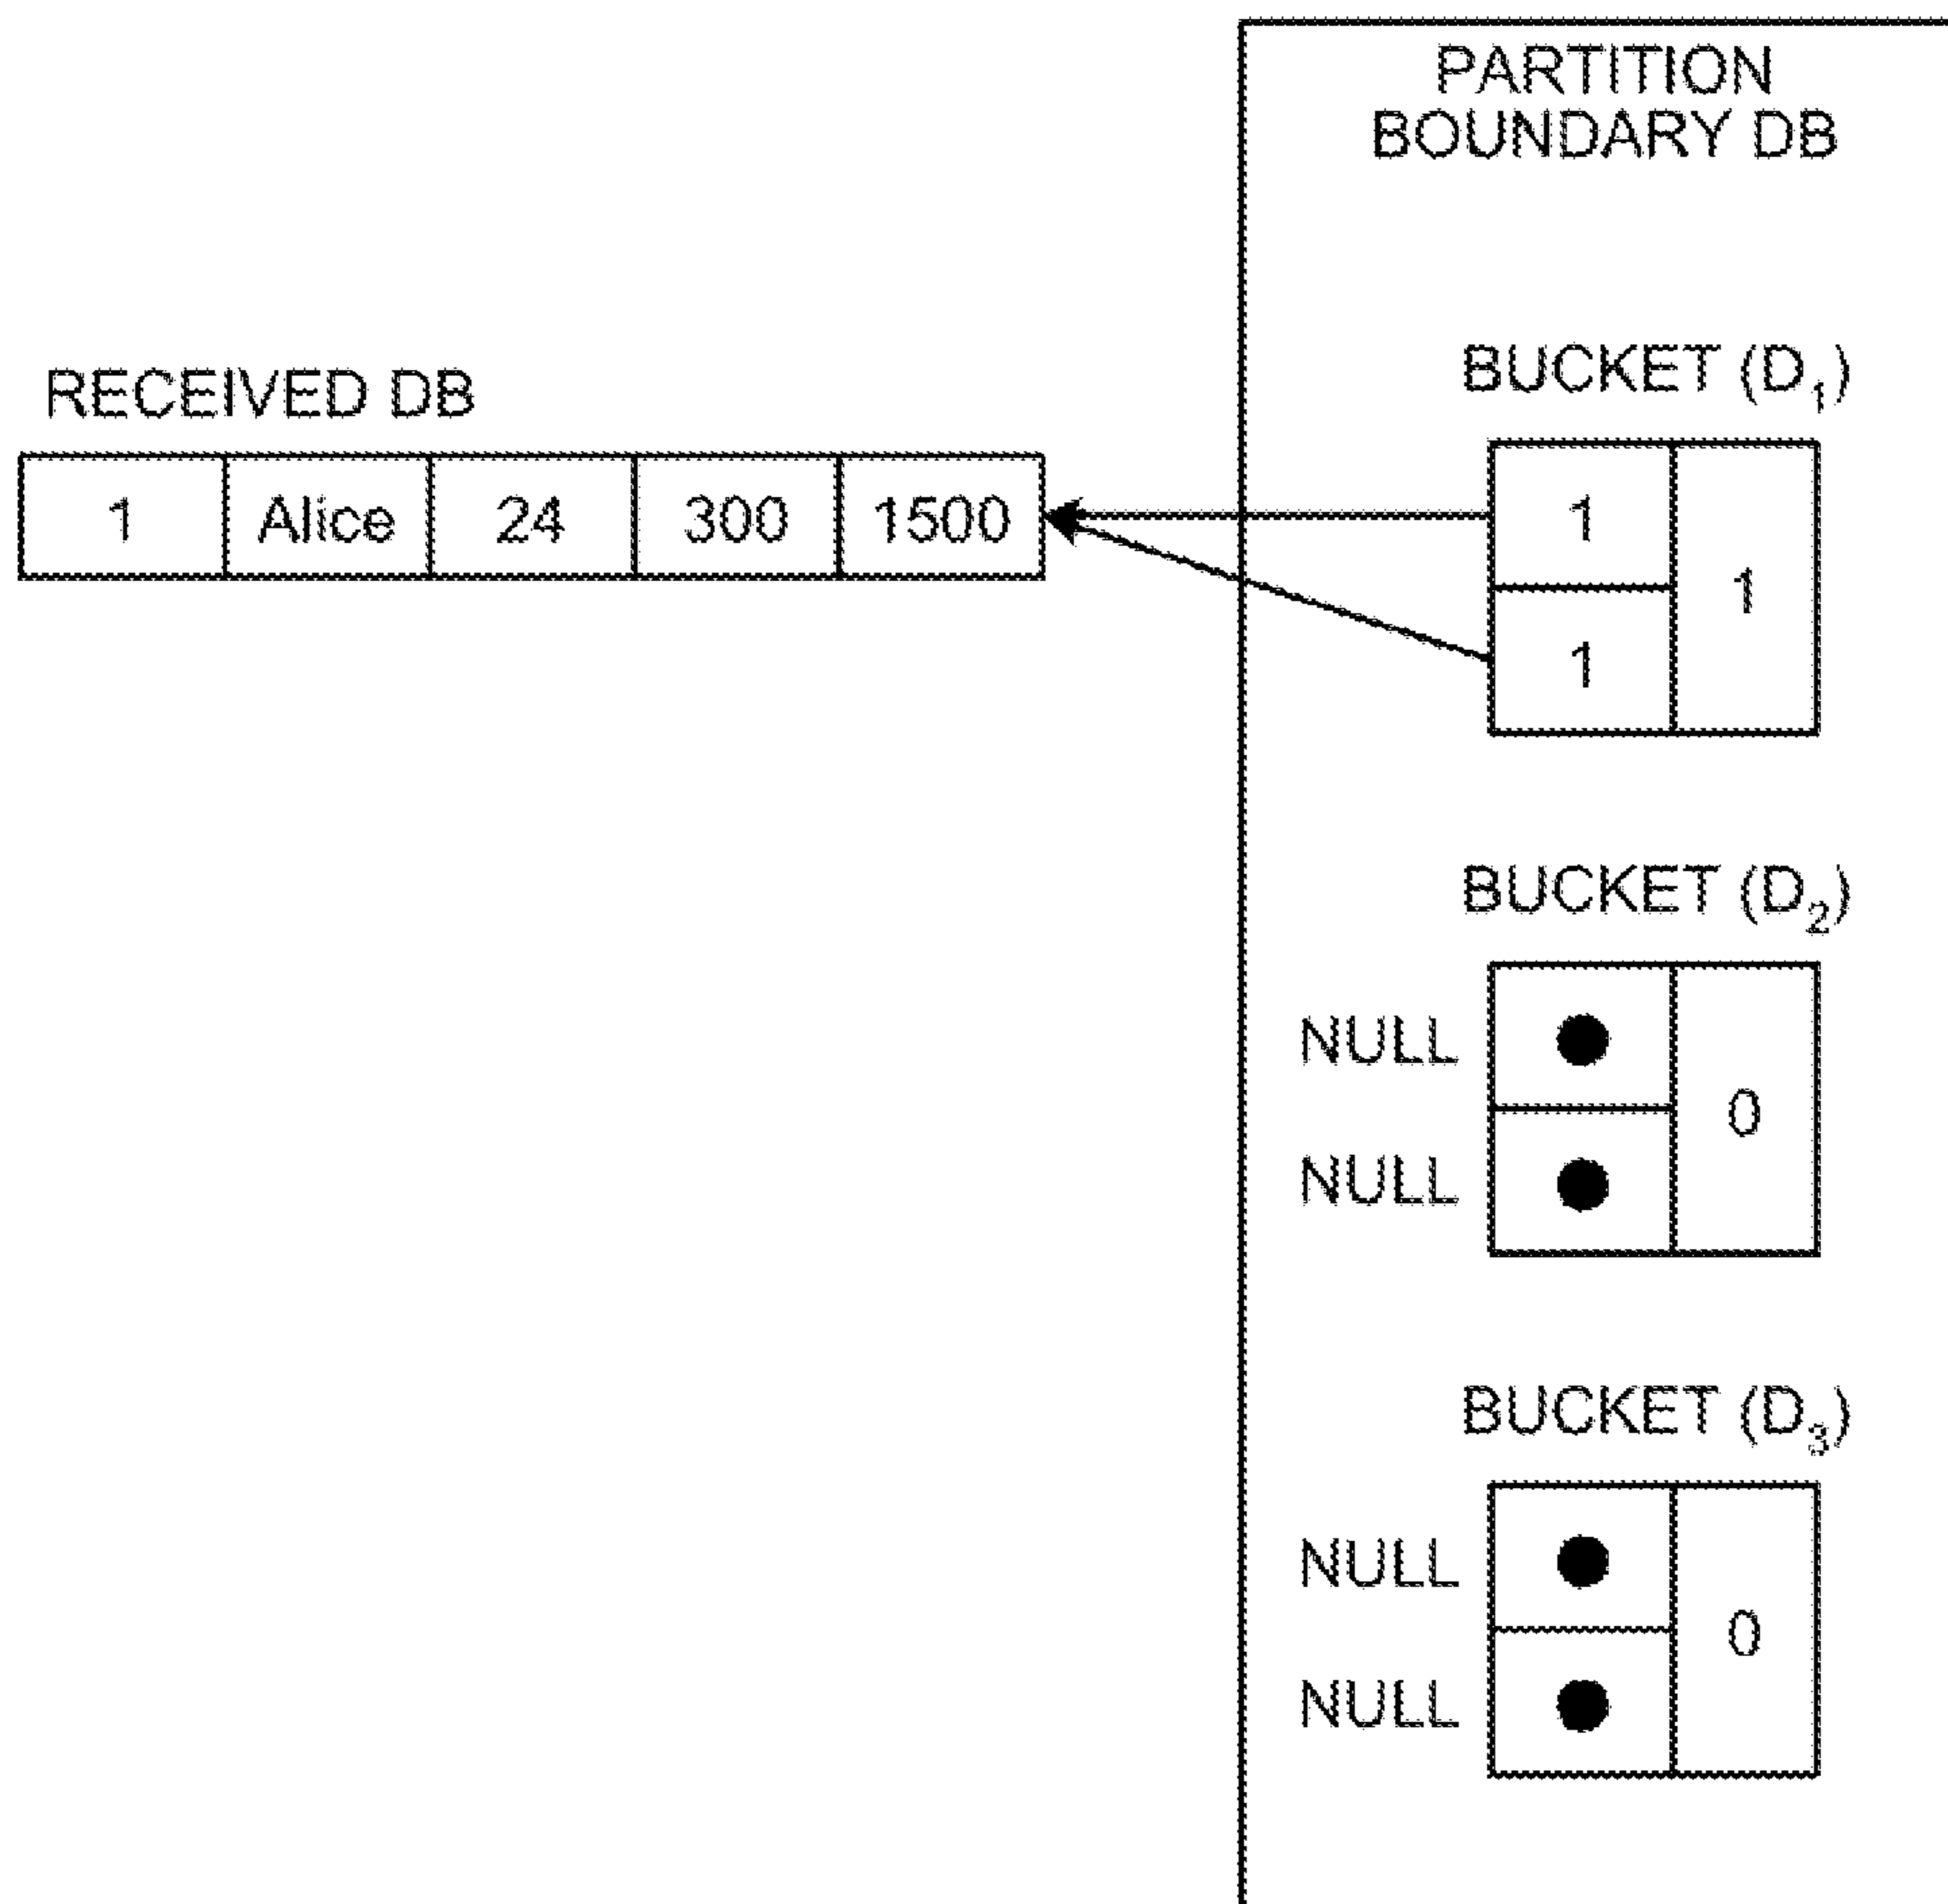 PARTITION
BOUNDARY DB
RECEIVED DB
1 Alice 24 300 1500
BUCKET (D₁)
1
1
1
BUCKET (D₂)
NULL
0
NULL
BUCKET (D₃)
NULL
0
NULL